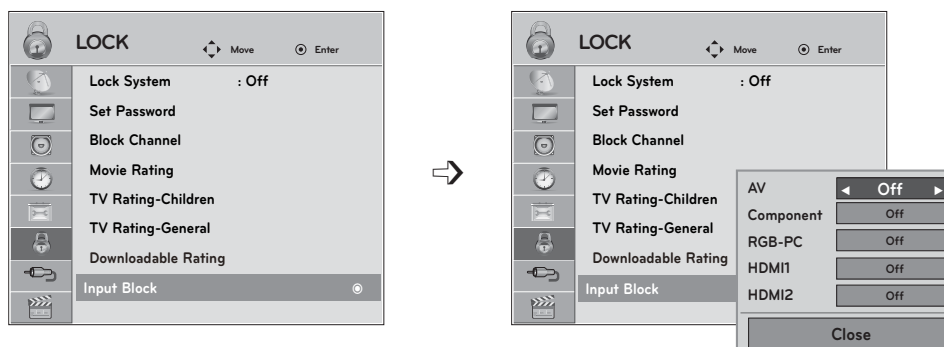 LOCK
Move
Enter
Lock System : Off
Set Password
Block Channel
Movie Rating
TV Rating-Children
TV Rating-General
Downloadable Rating
Input Block
LOCK
Move
Enter
Lock System : Off
Set Password
Block Channel
Movie Rating
TV Rating-Children
TV Rating-General
Downloadable Rating
Input Block
AV Off
Component Off
RGB-PC Off
HDMI1 Off
HDMI2 Off
Close